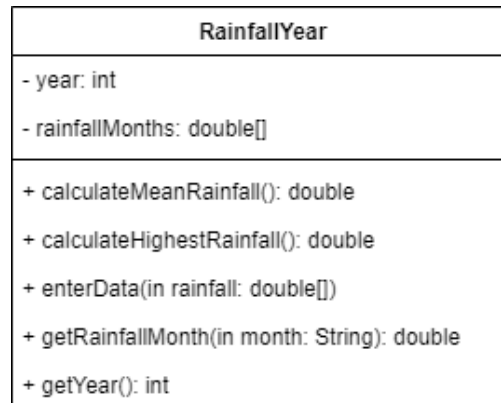 RainfallYear
- year: int
- rainfallMonths: double[]
+ calculateMeanRainfall(): double
+ calculateHighestRainfall(): double
+ enterData(in rainfall: double[])
+ getRainfallMonth(in month: String): double
+ getYear(): int